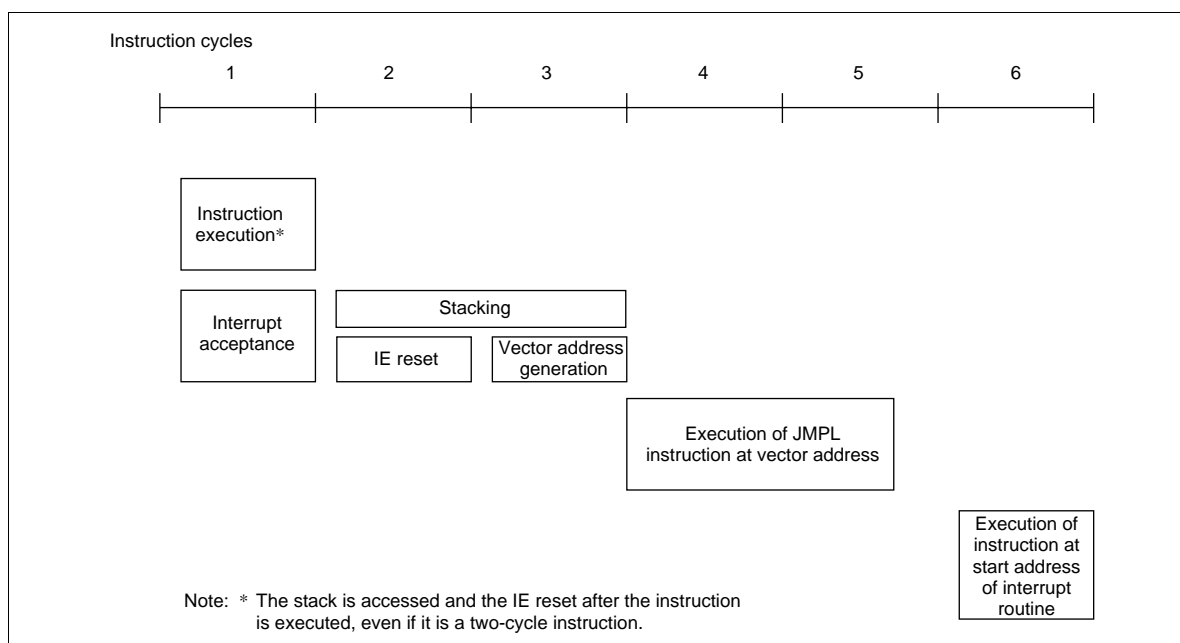 Instruction cycles
1 2 3 4 5 6
Instruction
execution*
Interrupt
acceptance
Stacking
IE reset
Vector address
generation
Execution of JMPL
instruction at vector address
Execution of
instruction at
start address
of interrupt
routine
Note: * The stack is accessed and the IE reset after the instruction
is executed, even if it is a two-cycle instruction.